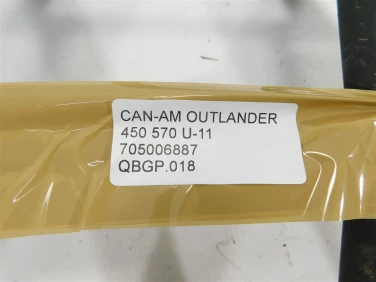 CAN-AM OUTLANDER
450 570 U-11
705006887
QBGP.018